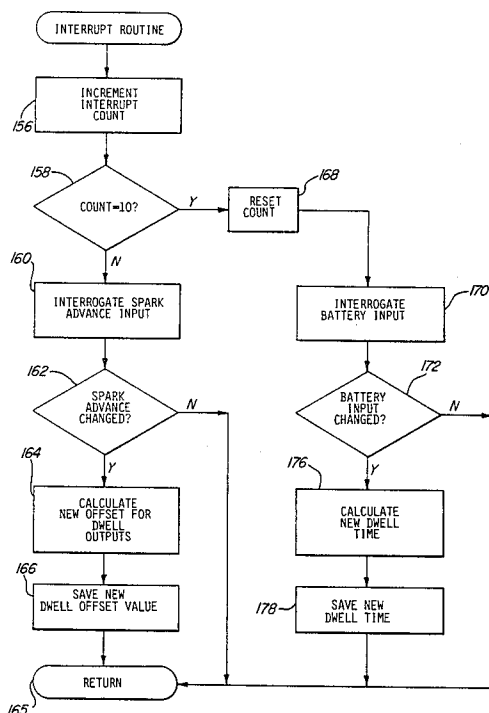 INTERRUPT ROUTINE
INCREMENT
INTERRUPT
COUNT
156
158
COUNT=10?
Y
N
168
RESET
COUNT
160
INTERROGATE SPARK
ADVANCE INPUT
INTERROGATE
BATTERY INPUT
170
162
SPARK
ADVANCE
CHANGED?
N
Y
172
BATTERY
INPUT
CHANGED?
N
Y
164
CALCULATE
NEW OFFSET FOR
DWELL
OUTPUTS
176
CALCULATE
NEW DWELL
TIME
166
SAVE NEW
DWELL OFFSET VALUE
178
SAVE NEW
DWELL TIME
RETURN
165